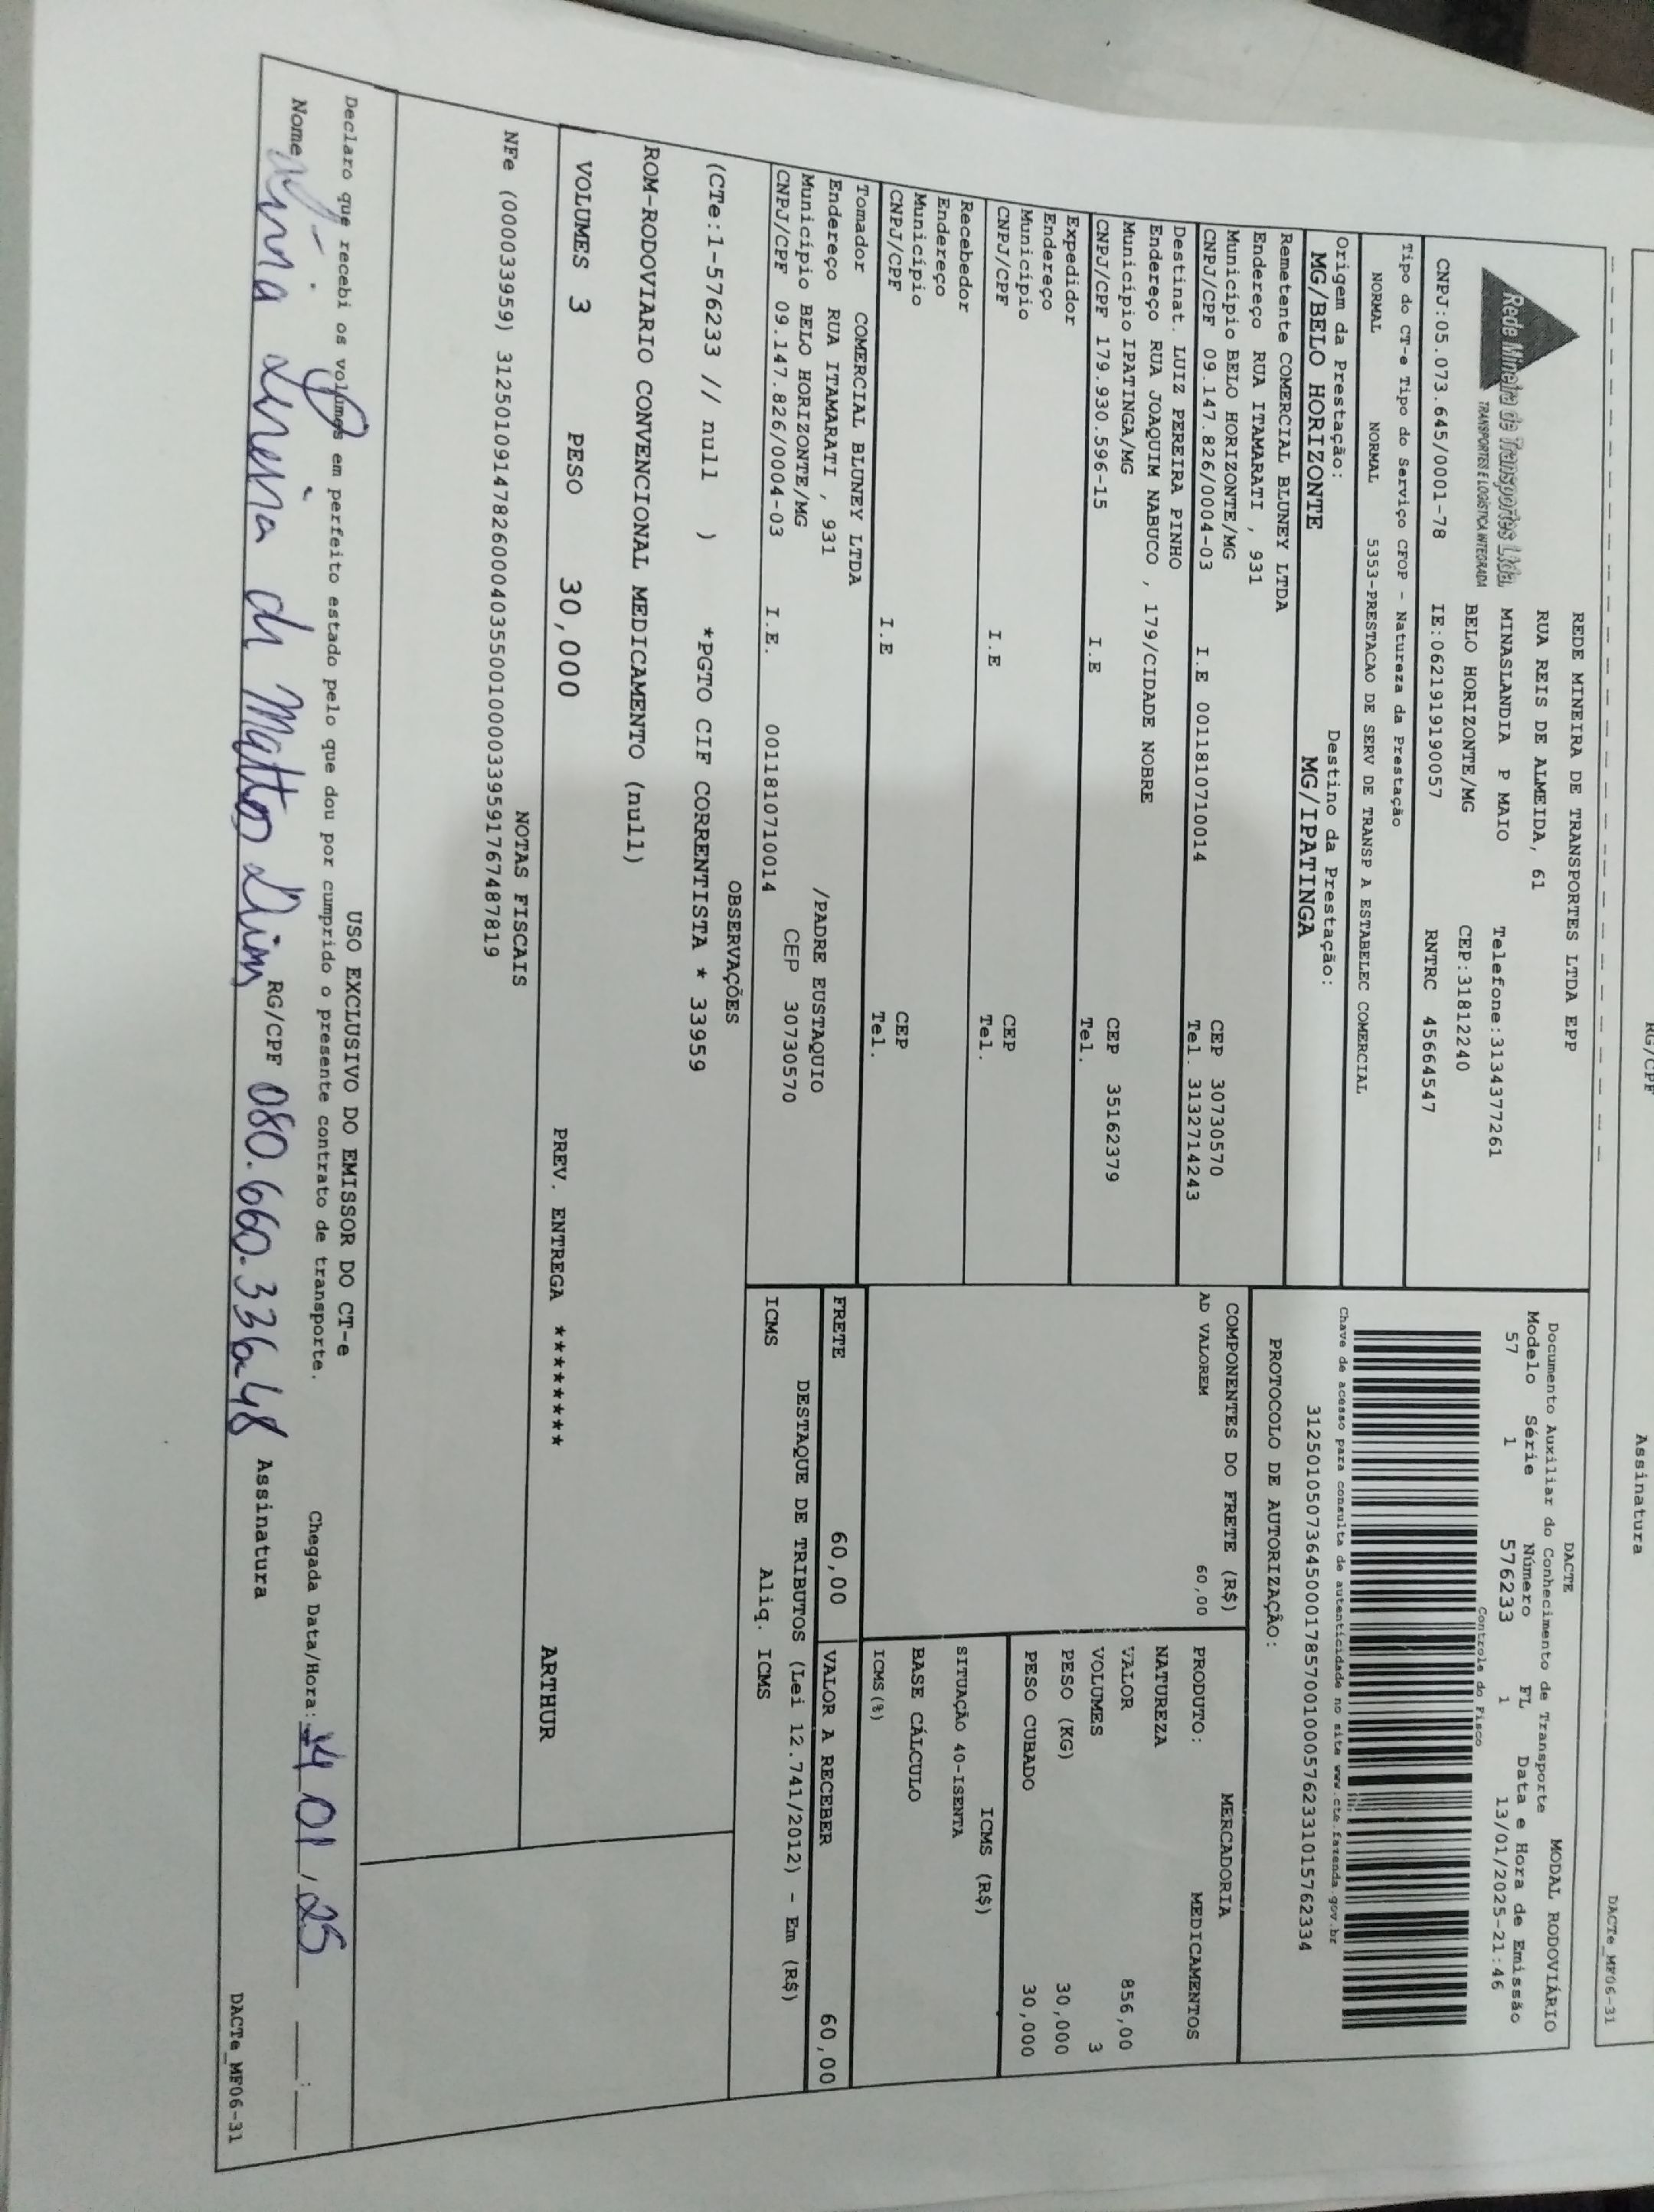 RG/CPF Assinatura DACTe_MF06-31
Rede Mineira de Transportes Ltda.
TRANSPORTES E LOGÍSTICA INTEGRADA
REDE MINEIRA DE TRANSPORTES LTDA EPP
RUA REIS DE ALMEIDA, 61
MINASLANDIA P MAIO Telefone:3134377261
BELO HORIZONTE/MG CEP:31812240
CNPJ:05.073.645/0001-78 IE:0621919190057 RNTRC 45664547
DACTE MODAL RODOVIÁRIO
Documento Auxiliar do Conhecimento de Transporte
Modelo Série Número FL Data e Hora de Emissão
57 1 576233 1 13/01/2025-21:46
Controle do Fisco
Chave de acesso para consulta de autenticidade no site www.cte.fazenda.gov.br
31250105073645000178570010005762331015762334
PROTOCOLO DE AUTORIZAÇÃO:
Tipo do CT-e Tipo do Serviço CFOP - Natureza da Prestação
NORMAL NORMAL 5353-PRESTACAO DE SERV DE TRANSP A ESTABELEC COMERCIAL
Origem da Prestação: Destino da Prestação:
MG/BELO HORIZONTE MG/IPATINGA
Remetente COMERCIAL BLUNEY LTDA
Endereço RUA ITAMARATI , 931
Município BELO HORIZONTE/MG CEP 30730570
CNPJ/CPF 09.147.826/0004-03 I.E 0011810710014 Tel. 3132714243
Destinat. LUIZ PEREIRA PINHO
Endereço RUA JOAQUIM NABUCO , 179/CIDADE NOBRE
Município IPATINGA/MG CEP 35162379
CNPJ/CPF 179.930.596-15 I.E Tel.
Expedidor
Endereço
Município CEP
CNPJ/CPF I.E Tel.
Recebedor
Endereço
Município CEP
CNPJ/CPF I.E Tel.
Tomador COMERCIAL BLUNEY LTDA
Endereço RUA ITAMARATI , 931 /PADRE EUSTAQUIO
Município BELO HORIZONTE/MG CEP 30730570
CNPJ/CPF 09.147.826/0004-03 I.E. 0011810710014
COMPONENTES DO FRETE (R$)
AD VALOREM 60,00
MERCADORIA
PRODUTO: MEDICAMENTOS
NATUREZA
VALOR 856,00
VOLUMES 3
PESO (KG) 30,000
PESO CUBADO 30,000
ICMS (R$)
SITUAÇÃO 40-ISENTA
BASE CÁLCULO
ICMS(%)
FRETE 60,00 VALOR A RECEBER 60,00
DESTAQUE DE TRIBUTOS (Lei 12.741/2012) - Em (R$)
ICMS Aliq. ICMS
OBSERVAÇÕES
(CTe:1-576233 // null ) *PGTO CIF CORRENTISTA * 33959
ROM-RODOVIARIO CONVENCIONAL MEDICAMENTO (null)
VOLUMES 3 PESO 30,000 PREV. ENTREGA ******** ARTHUR
NOTAS FISCAIS
NFe (000033959) 31250109147826000403550010000339591767487819
USO EXCLUSIVO DO EMISSOR DO CT-e
Declaro que recebi os volumes em perfeito estado pelo que dou por cumprido o presente contrato de transporte.
Chegada Data/Hora: 14 01 25 __:__
Nome de Mattos RG/CPF 080.660.336-48 Assinatura
DACTe_MF06-31